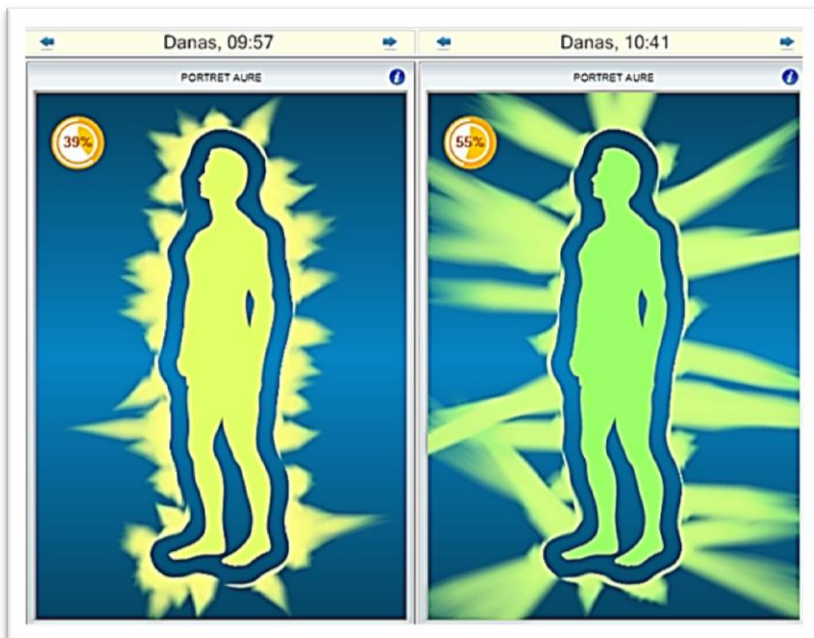 Danas, 09:57
Danas, 10:41
PORTRET AURE
i
PORTRET AURE
i
39%
55%